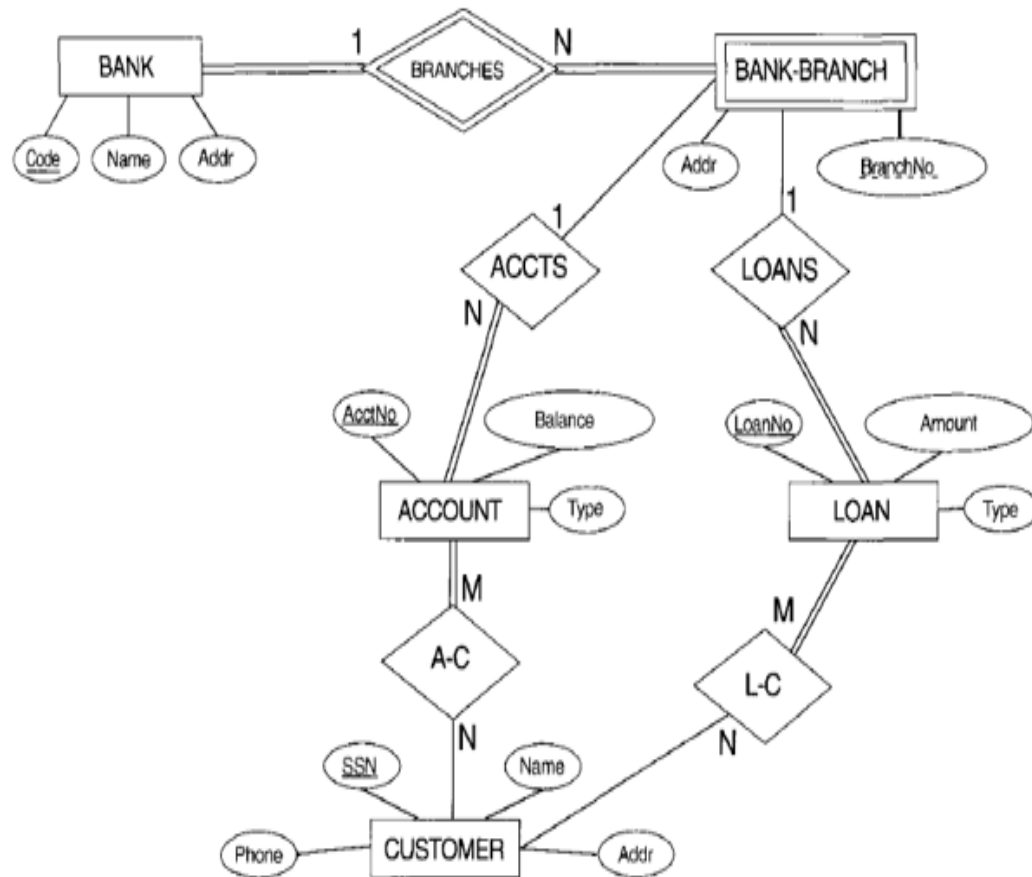 1 N
BANK BRANCHES BANK-BRANCH
Code Name Addr Addr BranchNo
1 1
ACCTS LOANS
N N
AcctNo Balance LoanNo Amount
ACCOUNT Type LOAN Type
M M
A-C L-C
N N
SSN Name
Phone CUSTOMER Addr